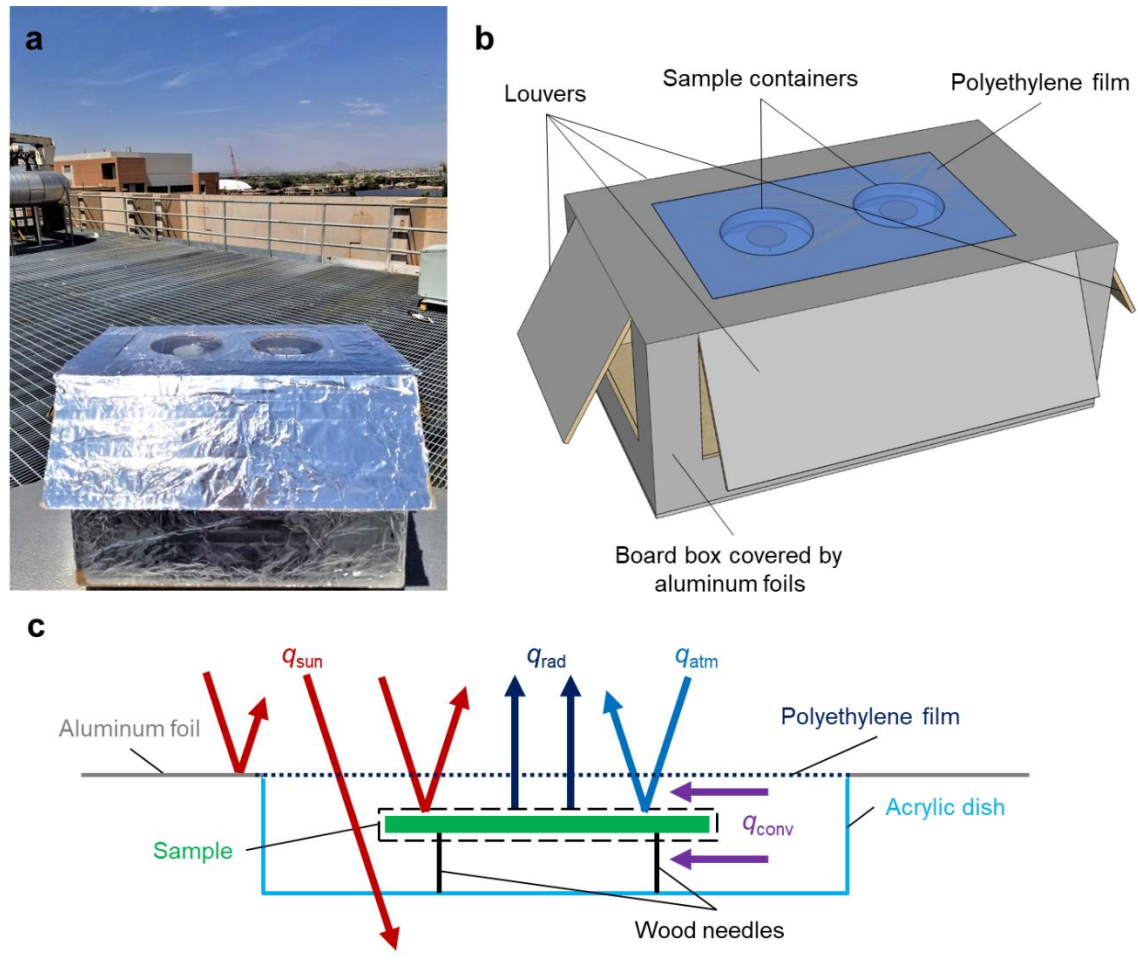 a
b
Louvers
Sample containers
Polyethylene film
Board box covered by
aluminum foils
c
qsun
qrad
qatm
Aluminum foil
Polyethylene film
Sample
qconv
Acrylic dish
Wood needles